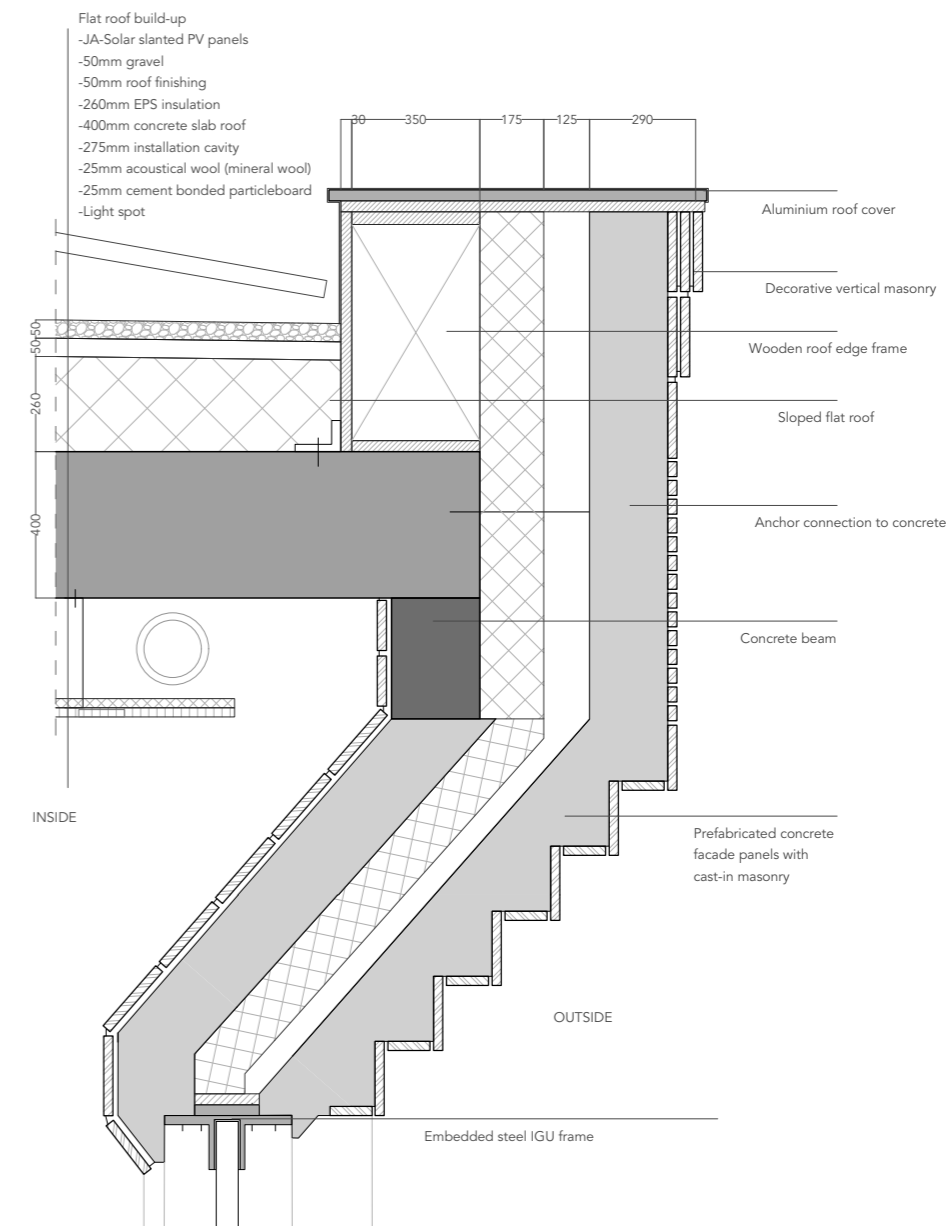 Flat roof build-up
-JA-Solar slanted PV panels
-50mm gravel
-50mm roof finishing
-260mm EPS insulation
-400mm concrete slab roof
-275mm installation cavity
-25mm acoustical wool (mineral wool)
-25mm cement bonded particleboard
-Light spot
30 350 175 125 290
Aluminium roof cover
Decorative vertical masonry
Wooden roof edge frame
50
50
260
400
Sloped flat roof
Anchor connection to concrete
Concrete beam
INSIDE
Prefabricated concrete
facade panels with
cast-in masonry
OUTSIDE
Embedded steel IGU frame